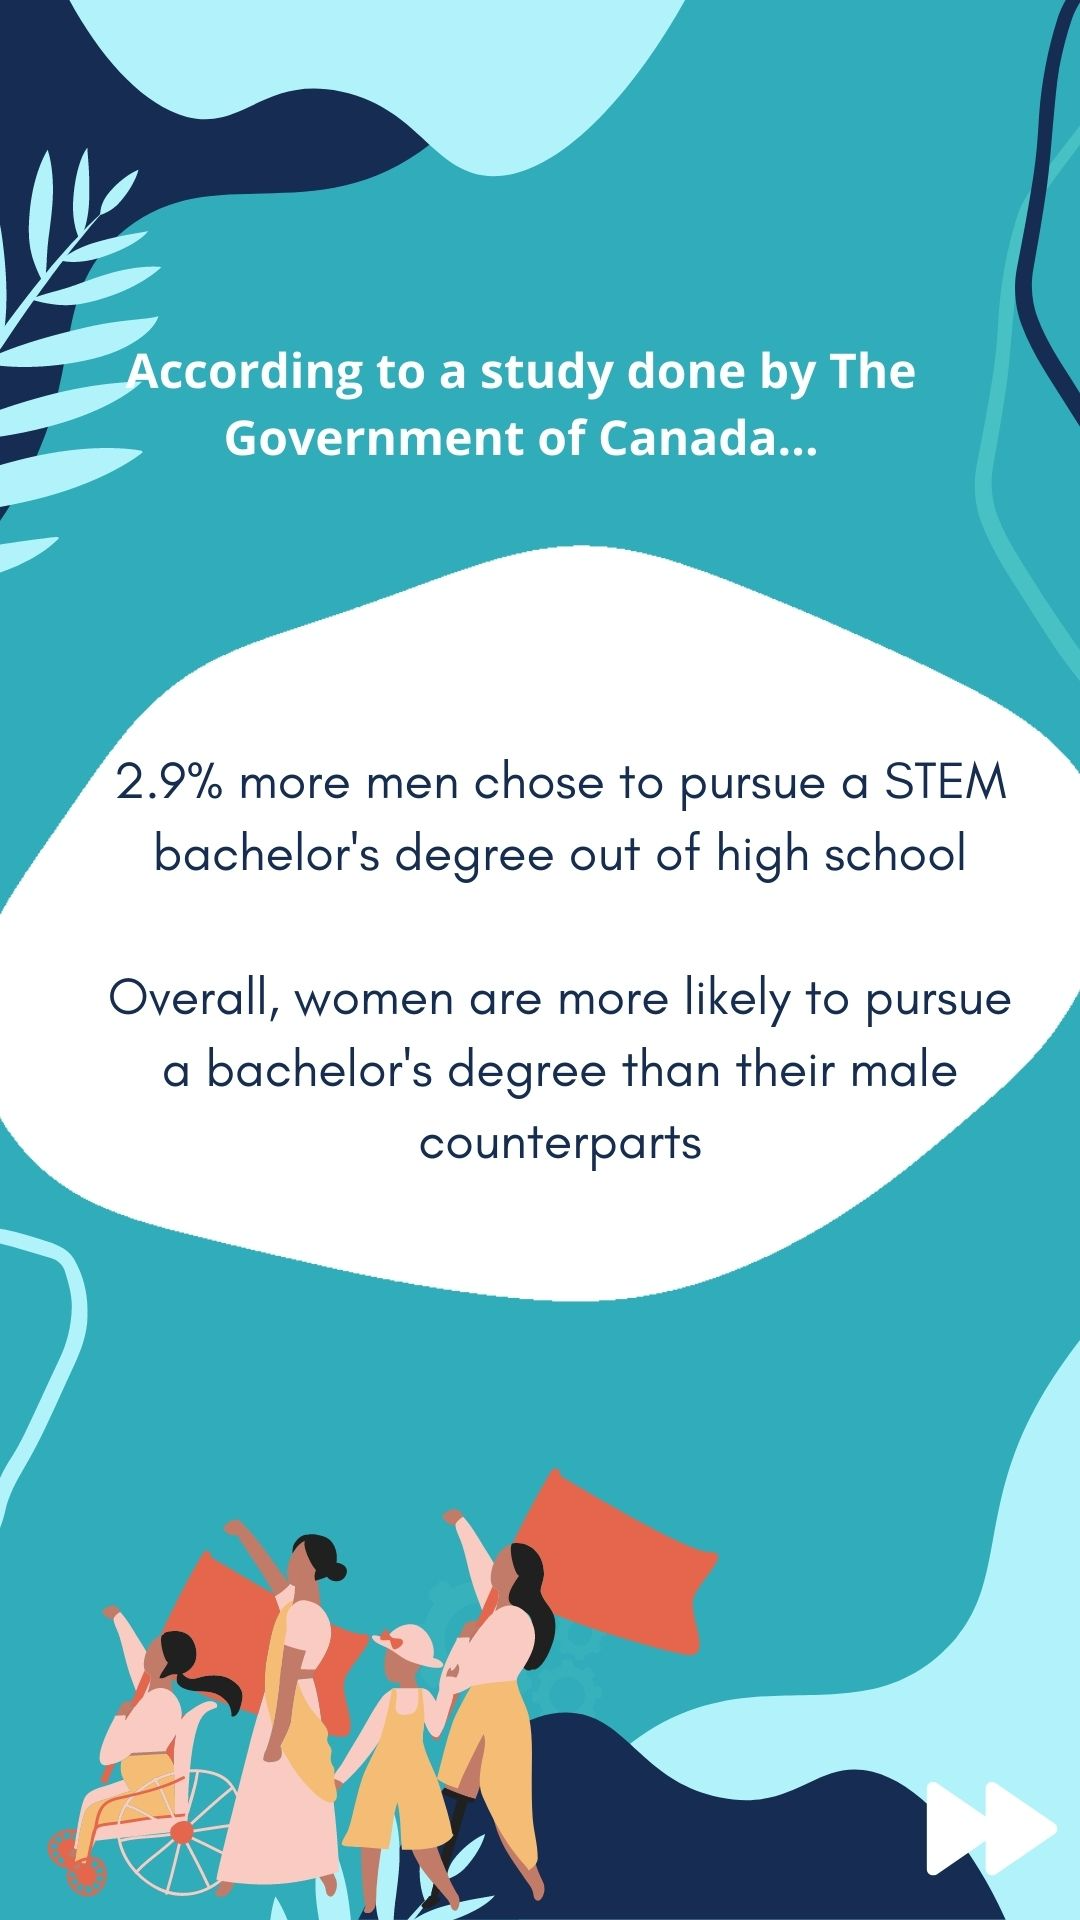 According to a study done by The
Government of Canada...
2.9% more men chose to pursue a STEM
bachelor's degree out of high school
Overall, women are more likely to pursue
a bachelor's degree than their male
counterparts